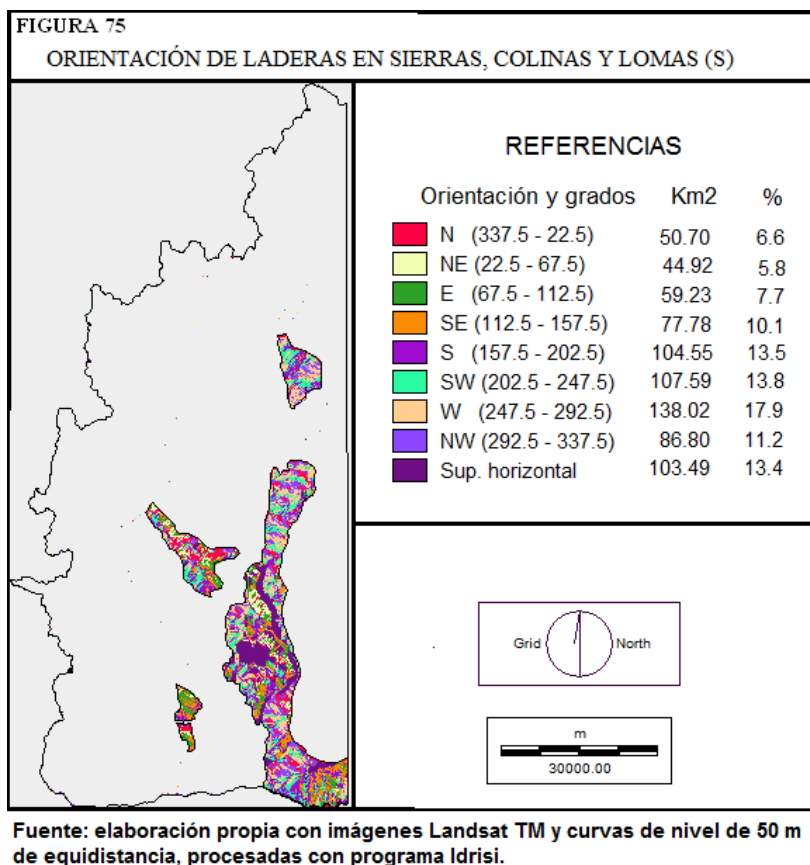 FIGURA 75
ORIENTACIÓN DE LADERAS EN SIERRAS, COLINAS Y LOMAS (S)
REFERENCIAS
Orientación y grados Km2 %
N (337.5 - 22.5) 50.70 6.6
NE (22.5 - 67.5) 44.92 5.8
E (67.5 - 112.5) 59.23 7.7
SE (112.5 - 157.5) 77.78 10.1
S (157.5 - 202.5) 104.55 13.5
SW (202.5 - 247.5) 107.59 13.8
W (247.5 - 292.5) 138.02 17.9
NW (292.5 - 337.5) 86.80 11.2
Sup. horizontal 103.49 13.4
Grid North
m
30000.00
Fuente: elaboración propia con imágenes Landsat TM y curvas de nivel de 50 m
de equidistancia, procesadas con programa Idrisi.